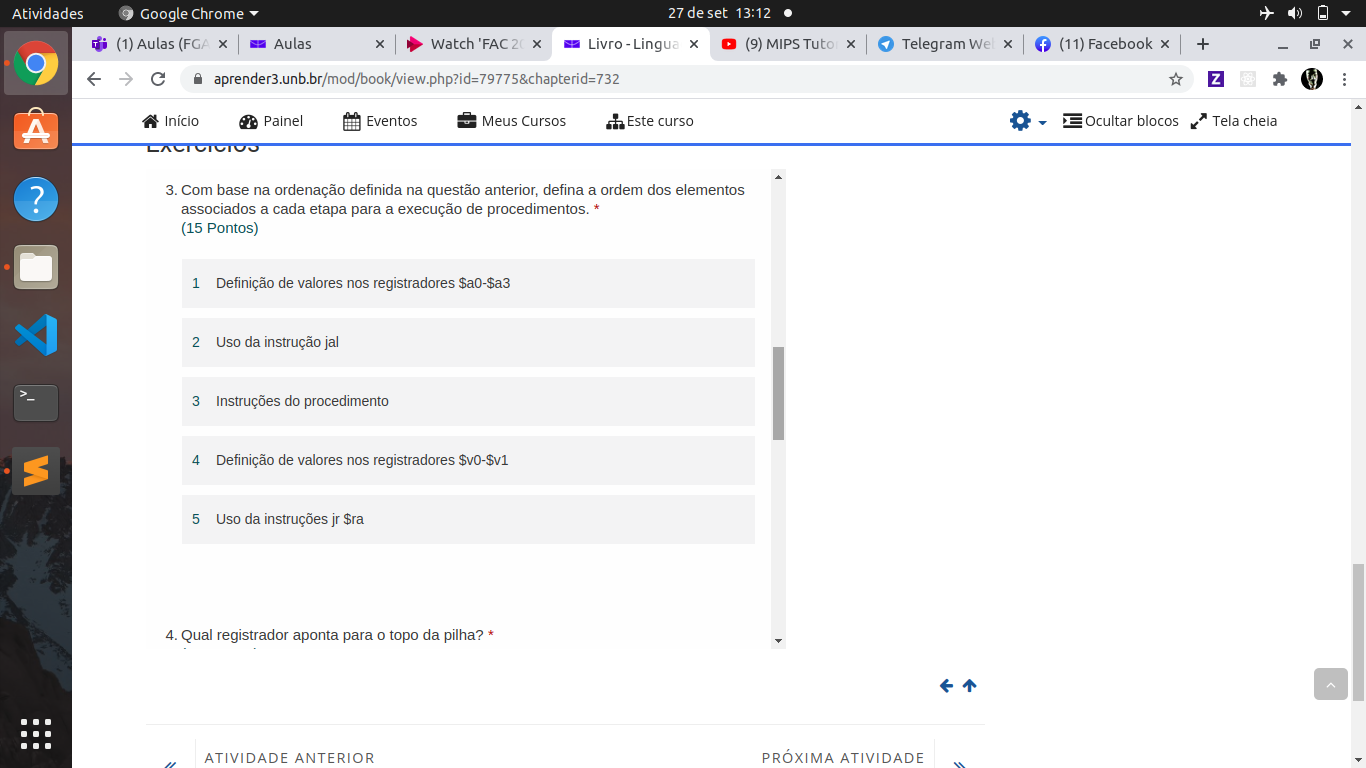 Atividades
Google Chrome
27 de set 13:12
(1) Aulas (FGA
Aulas
Watch 'FAC 20
Livro - Lingua
(9) MIPS Tuto
Telegram We
(11) Facebook
aprender3.unb.br/mod/book/view.php?id=79775&chapterid=732
Início
Painel
Eventos
Meus Cursos
Este curso
Ocultar blocos
Tela cheia
Exercícios
3. Com base na ordenação definida na questão anterior, defina a ordem dos elementos
associados a cada etapa para a execução de procedimentos. *
(15 Pontos)
1 Definição de valores nos registradores $a0-$a3
2 Uso da instrução jal
3 Instruções do procedimento
4 Definição de valores nos registradores $v0-$v1
5 Uso da instruções jr $ra
4. Qual registrador aponta para o topo da pilha? *
ATIVIDADE ANTERIOR
PRÓXIMA ATIVIDADE